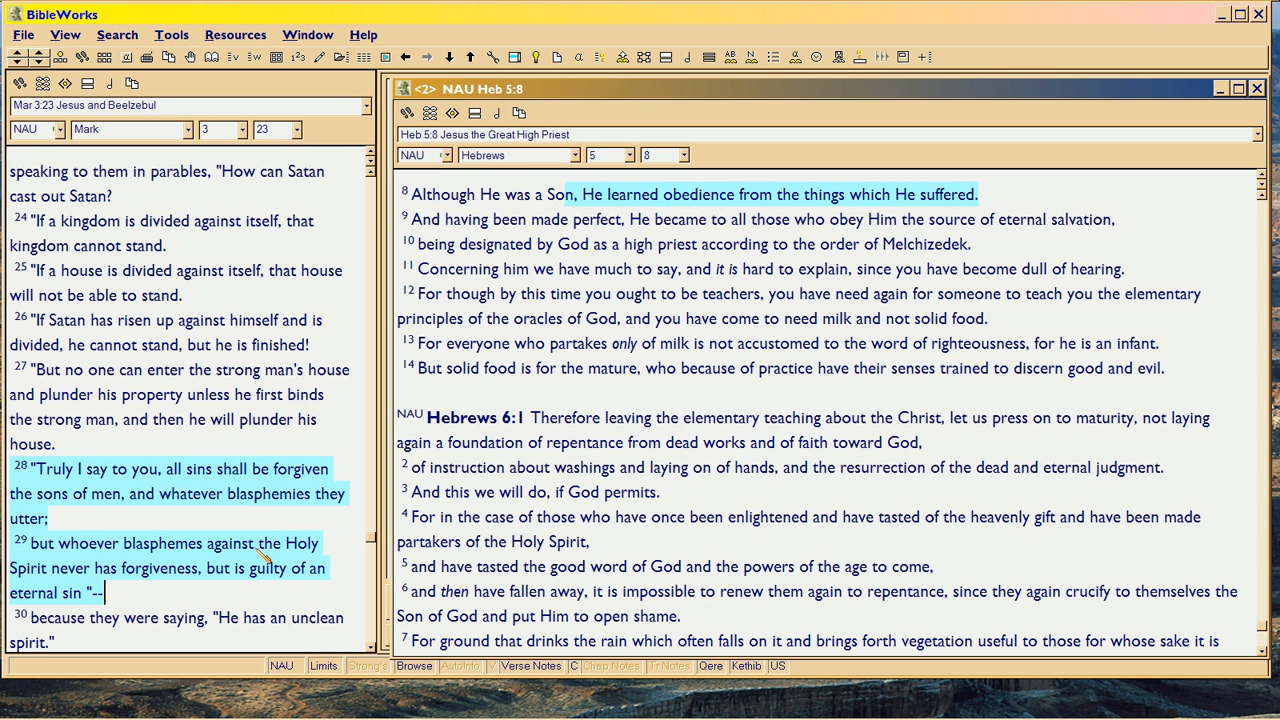 BibleWorks
File View Search Tools Resources Window Help
Mar 3:23 Jesus and Beelzebul
NAU Mark 3 23
speaking to them in parables, "How can Satan
cast out Satan?
24 "If a kingdom is divided against itself, that
kingdom cannot stand.
25 "If a house is divided against itself, that house
will not be able to stand.
26 "If Satan has risen up against himself and is
divided, he cannot stand, but he is finished!
27 "But no one can enter the strong man's house
and plunder his property unless he first binds
the strong man, and then he will plunder his
house.
28 "Truly I say to you, all sins shall be forgiven
the sons of men, and whatever blasphemies they
utter;
29 but whoever blasphemes against the Holy
Spirit never has forgiveness, but is guilty of an
eternal sin "--
30 because they were saying, "He has an unclean
spirit."
<2> NAU Heb 5:8
Heb 5:8 Jesus the Great High Priest
NAU Hebrews 5 8
8 Although He was a Son, He learned obedience from the things which He suffered.
9 And having been made perfect, He became to all those who obey Him the source of eternal salvation,
10 being designated by God as a high priest according to the order of Melchizedek.
11 Concerning him we have much to say, and it is hard to explain, since you have become dull of hearing.
12 For though by this time you ought to be teachers, you have need again for someone to teach you the elementary
principles of the oracles of God, and you have come to need milk and not solid food.
13 For everyone who partakes only of milk is not accustomed to the word of righteousness, for he is an infant.
14 But solid food is for the mature, who because of practice have their senses trained to discern good and evil.
NAU Hebrews 6:1 Therefore leaving the elementary teaching about the Christ, let us press on to maturity, not laying
again a foundation of repentance from dead works and of faith toward God,
2 of instruction about washings and laying on of hands, and the resurrection of the dead and eternal judgment.
3 And this we will do, if God permits.
4 For in the case of those who have once been enlightened and have tasted of the heavenly gift and have been made
partakers of the Holy Spirit,
5 and have tasted the good word of God and the powers of the age to come,
6 and then have fallen away, it is impossible to renew them again to repentance, since they again crucify to themselves the
Son of God and put Him to open shame.
7 For ground that drinks the rain which often falls on it and brings forth vegetation useful to those for whose sake it is
NAU Limits Strong's Browse AutoInfo V Verse Notes C Chap Notes Tr.Notes Qere Kethib US